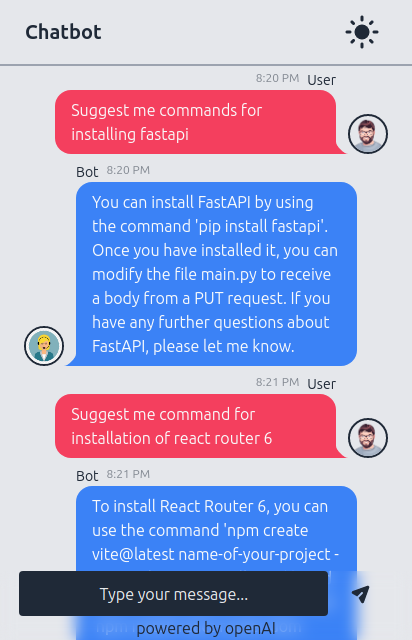 Chatbot
8:20 PM User
Suggest me commands for
installing fastapi
Bot 8:20 PM
You can install FastAPI by using
the command 'pip install fastapi'.
Once you have installed it, you can
modify the file main.py to receive
a body from a PUT request. If you
have any further questions about
FastAPI, please let me know.
8:21 PM User
Suggest me command for
installation of react router 6
Bot 8:21 PM
To install React Router 6, you can
use the command 'npm create
vite@latest name-of-your-project -
Type your message...
powered by openAI